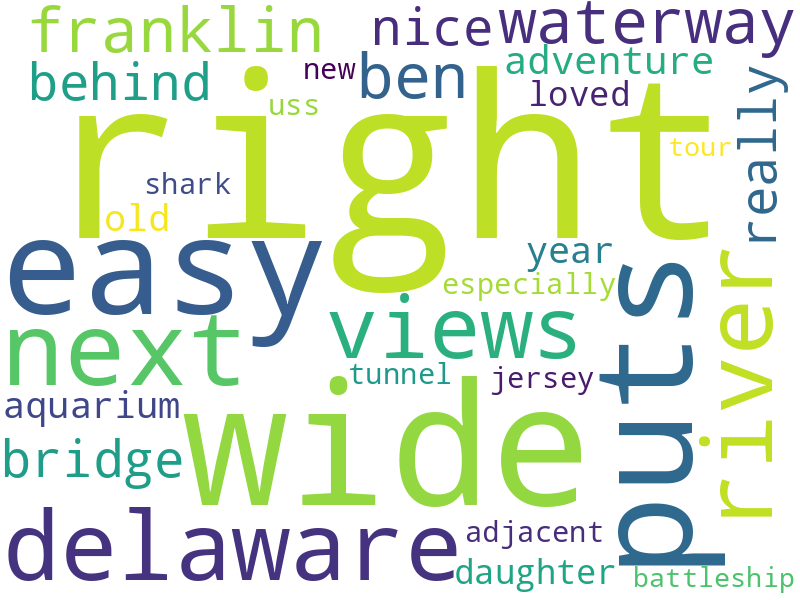 franklin
nice
waterway
behind
new
ben
adventure
uss
loved
right
really
tour
shark
old
easy
year
especially
puts
river
next
views
tunnel
jersey
aquarium
wide
bridge
delaware
adjacent
daughter
battleship